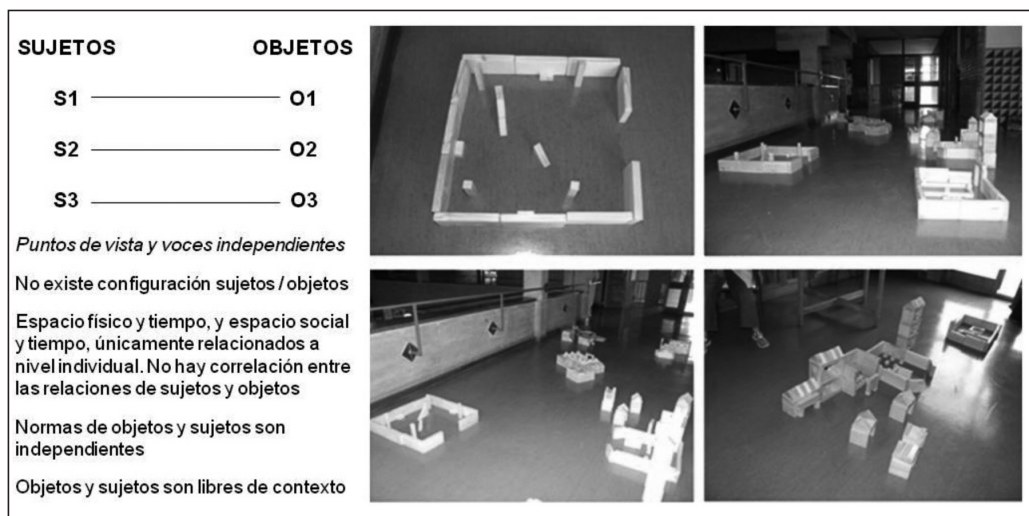 SUJETOS OBJETOS
S1 O1
S2 O2
S3 O3
Puntos de vista y voces independientes
No existe configuración sujetos / objetos
Espacio físico y tiempo, y espacio social
y tiempo, únicamente relacionados a
nivel individual. No hay correlación entre
las relaciones de sujetos y objetos
Normas de objetos y sujetos son
independientes
Objetos y sujetos son libres de contexto